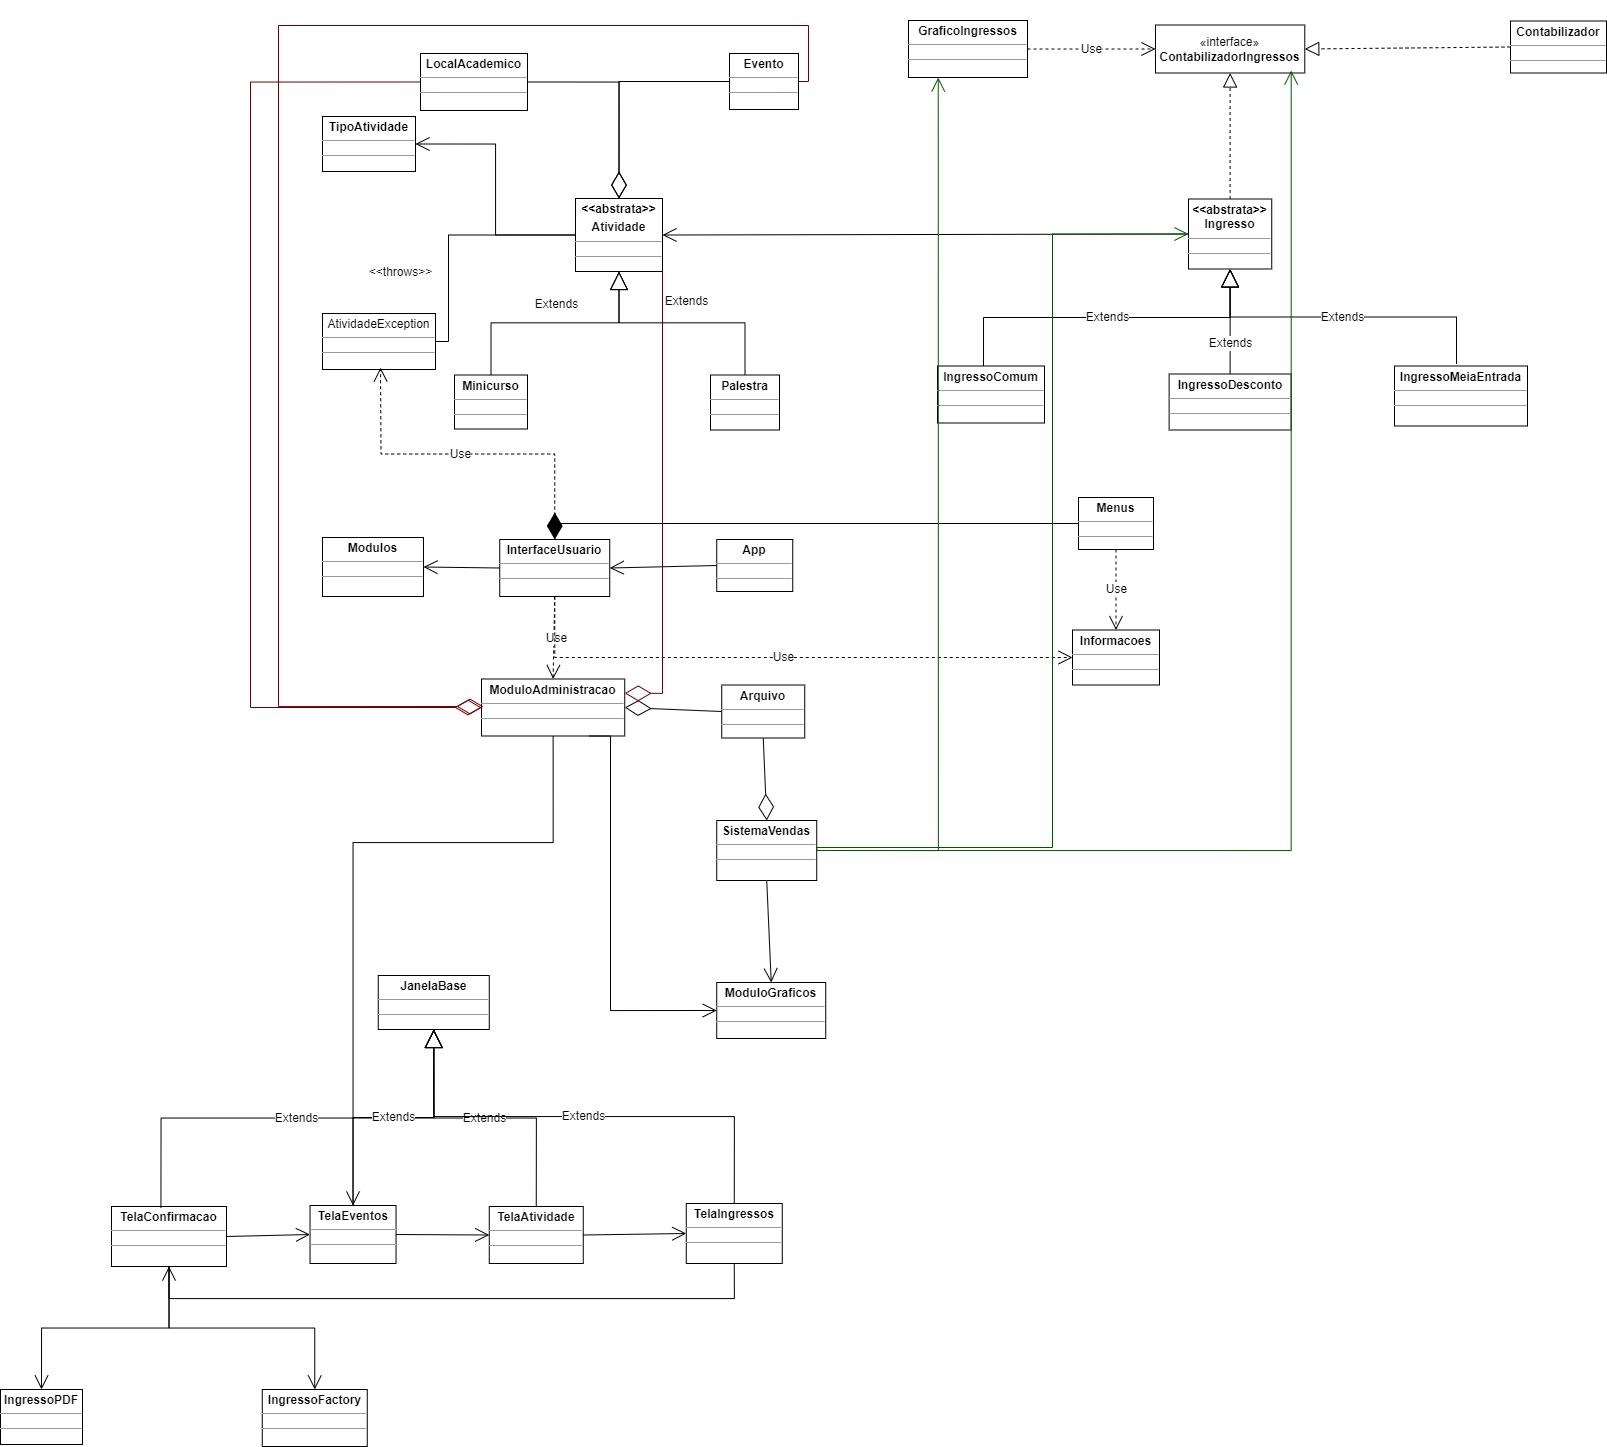 GraficoIngressos
Use
«interface»
ContabilizadorIngressos
Contabilizador
LocalAcademico
Evento
TipoAtividade
<<abstrata>>
Atividade
<<abstrata>>
Ingresso
<<throws>>
Extends
Extends
AtividadeException
Extends
Extends
Extends
Minicurso
Palestra
IngressoComum
IngressoDesconto
IngressoMeiaEntrada
Use
Menus
Modulos
InterfaceUsuario
App
Use
Use
Use
Informacoes
ModuloAdministracao
Arquivo
SistemaVendas
JanelaBase
ModuloGraficos
Extends
Extends
Extends
Extends
TelaConfirmacao
TelaEventos
TelaAtividade
TelaIngressos
IngressoPDF
IngressoFactory